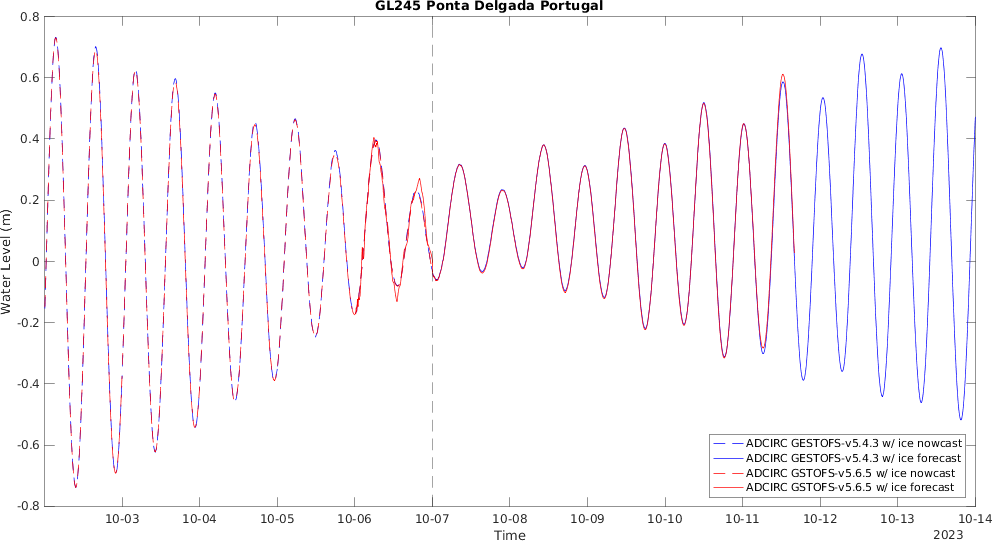 GL245 Ponta Delgada Portugal
0.8
0.6
0.4
0.2
0
-0.2
-0.4
-0.6
-0.8
Water Level (m)
ADCIRC GESTOFS-v5.4.3 w/ ice nowcast
ADCIRC GESTOFS-v5.4.3 w/ ice forecast
ADCIRC GSTOFS-v5.6.5 w/ ice nowcast
ADCIRC GSTOFS-v5.6.5 w/ ice forecast
10-03 10-04 10-05 10-06 10-07 10-08 10-09 10-10 10-11 10-12 10-13 10-14
Time
2023